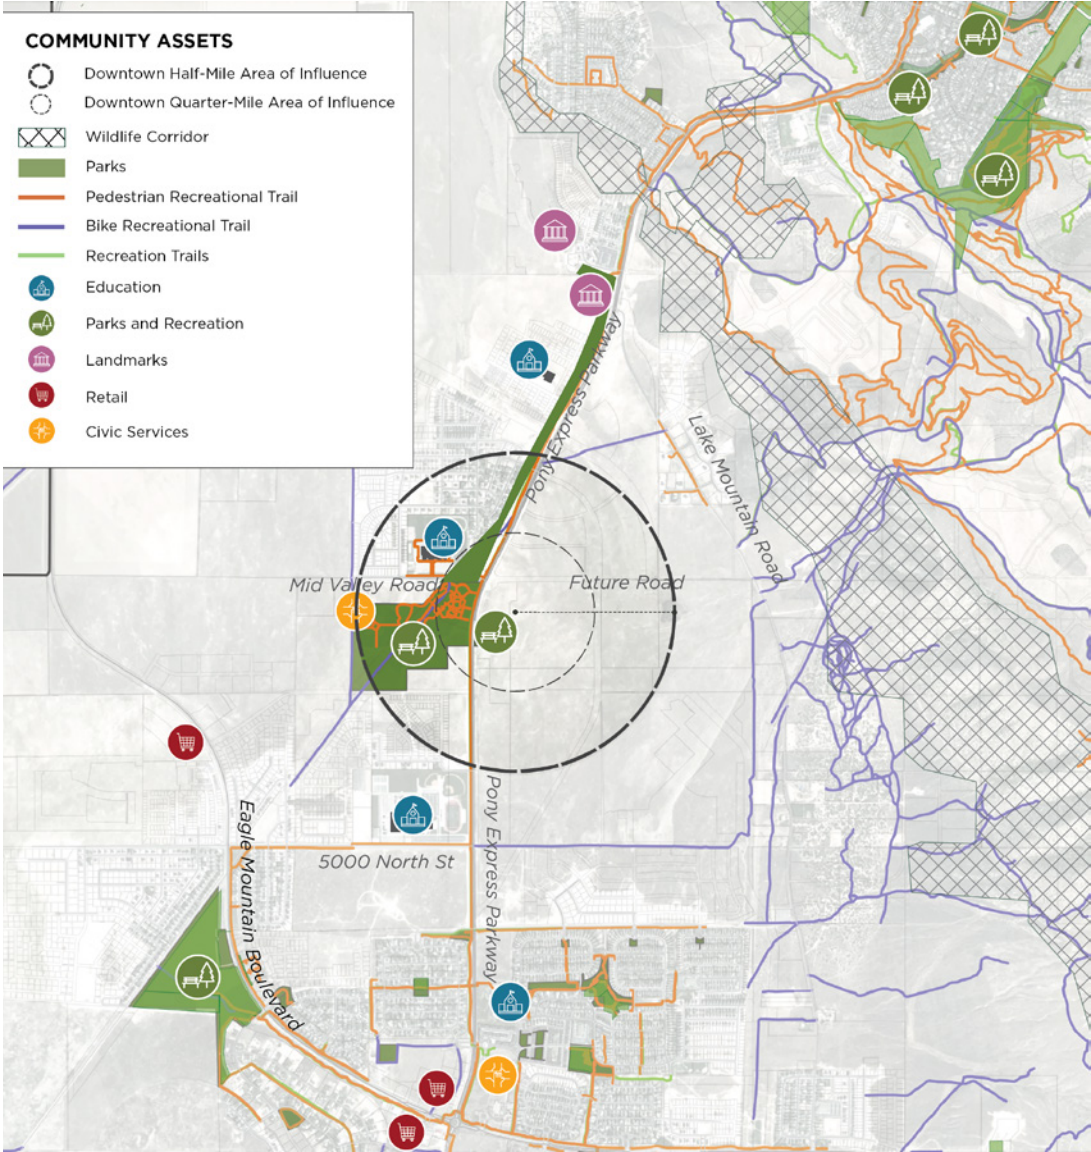 COMMUNITY ASSETS
Downtown Half-Mile Area of Influence
Downtown Quarter-Mile Area of Influence
Wildlife Corridor
Parks
Pedestrian Recreational Trail
Bike Recreational Trail
Recreation Trails
Education
Parks and Recreation
Landmarks
Retail
Civic Services
Pony Express Parkway
Lake Mountain Road
Mid Valley Road
Future Road
Pony Express Parkway
Eagle Mountain Boulevard
5000 North St